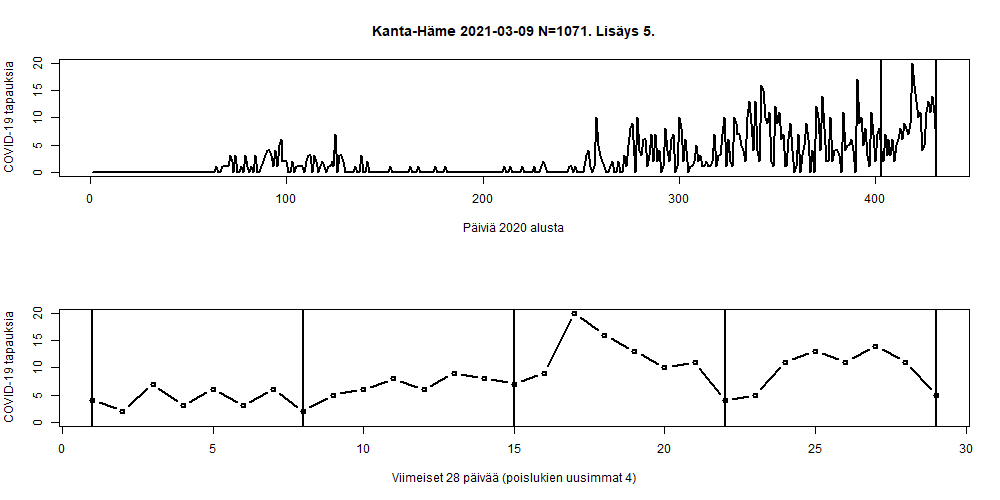 Kanta-Häme 2021-03-09 N=1071. Lisäys 5.
COVID-19 tapauksia
20
15
10
5
0
0 100 200 300 400
Päiviä 2020 alusta
COVID-19 tapauksia
20
15
10
5
0
0 5 10 15 20 25 30
Viimeiset 28 päivää (poislukien uusimmat 4)